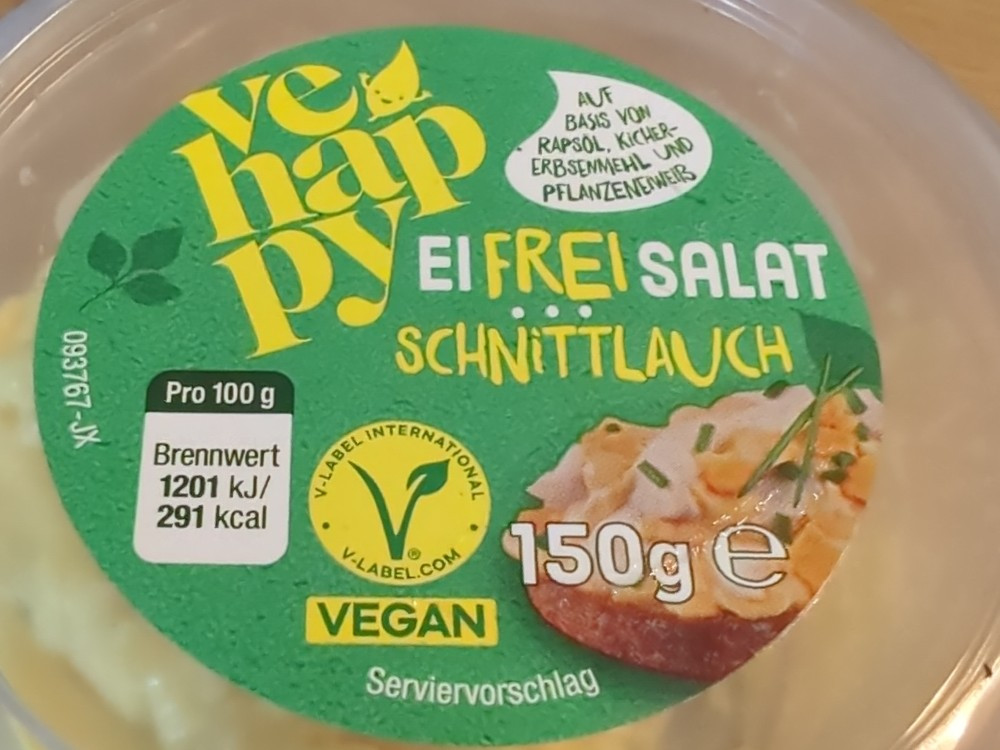 ve
hap
py
AUF
BASIS VON
RAPSÖL, KICHER-
ERBSENMEHL UND
PFLANZENEIWEIß
EI FREI SALAT
SCHNiTTLAUCH
093767-JX
Pro 100 g
Brennwert
1201 kJ/
291 kcal
V-LABEL INTERNATIONAL
V-LABEL.COM
®
VEGAN
150g e
Serviervorschlag